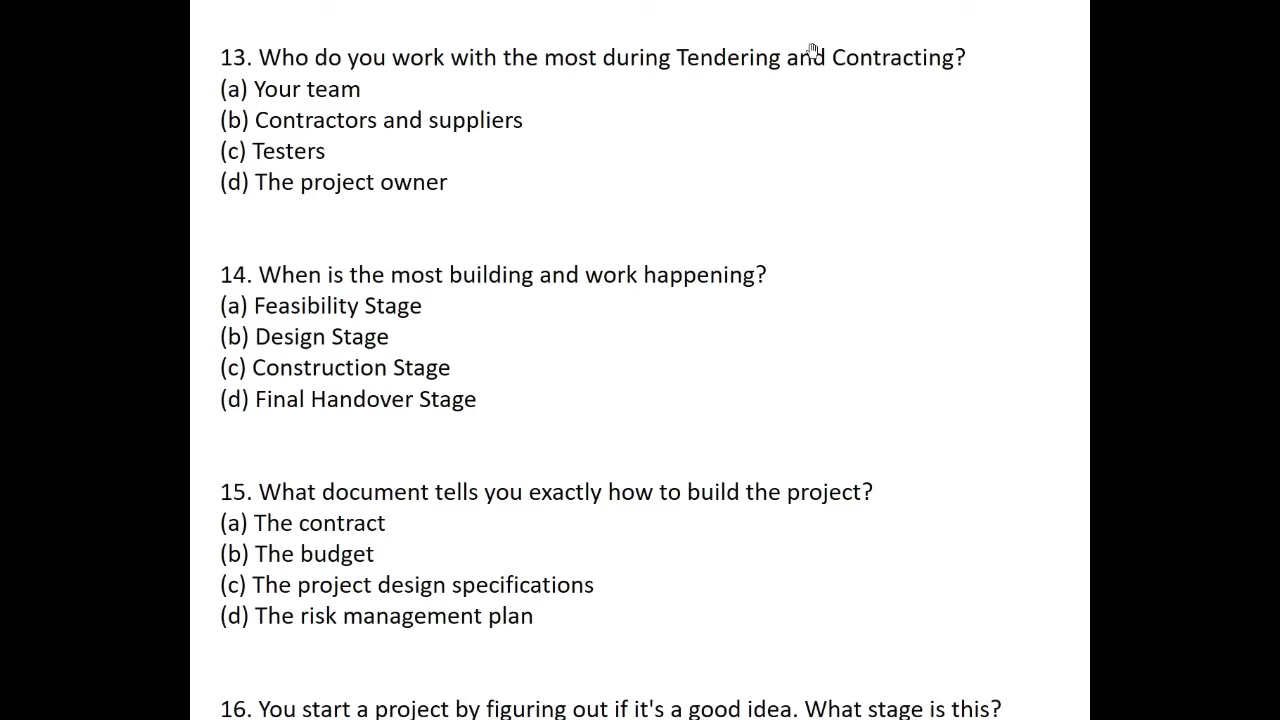 13. Who do you work with the most during Tendering and Contracting?
(a) Your team
(b) Contractors and suppliers
(c) Testers
(d) The project owner
14. When is the most building and work happening?
(a) Feasibility Stage
(b) Design Stage
(c) Construction Stage
(d) Final Handover Stage
15. What document tells you exactly how to build the project?
(a) The contract
(b) The budget
(c) The project design specifications
(d) The risk management plan
16. You start a project by figuring out if it's a good idea. What stage is this?